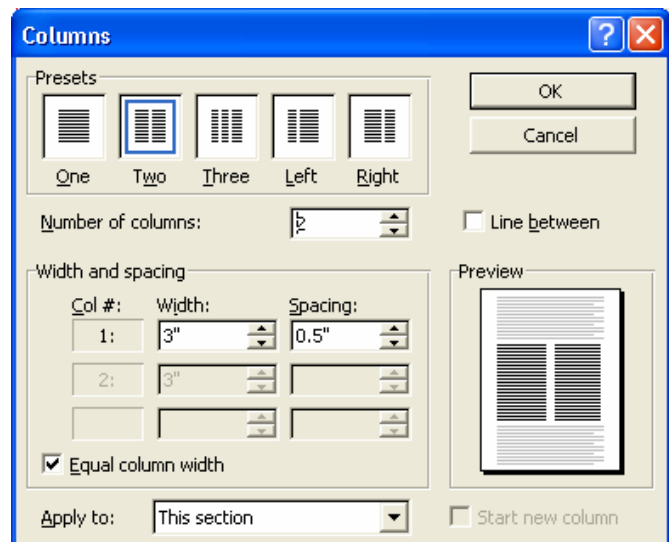 Columns
Presets
One Two Three Left Right
OK
Cancel
Number of columns: 2
Line between
Width and spacing
Col #: Width: Spacing:
1: 3" 0.5"
2: 3"
Equal column width
Preview
Apply to: This section
Start new column